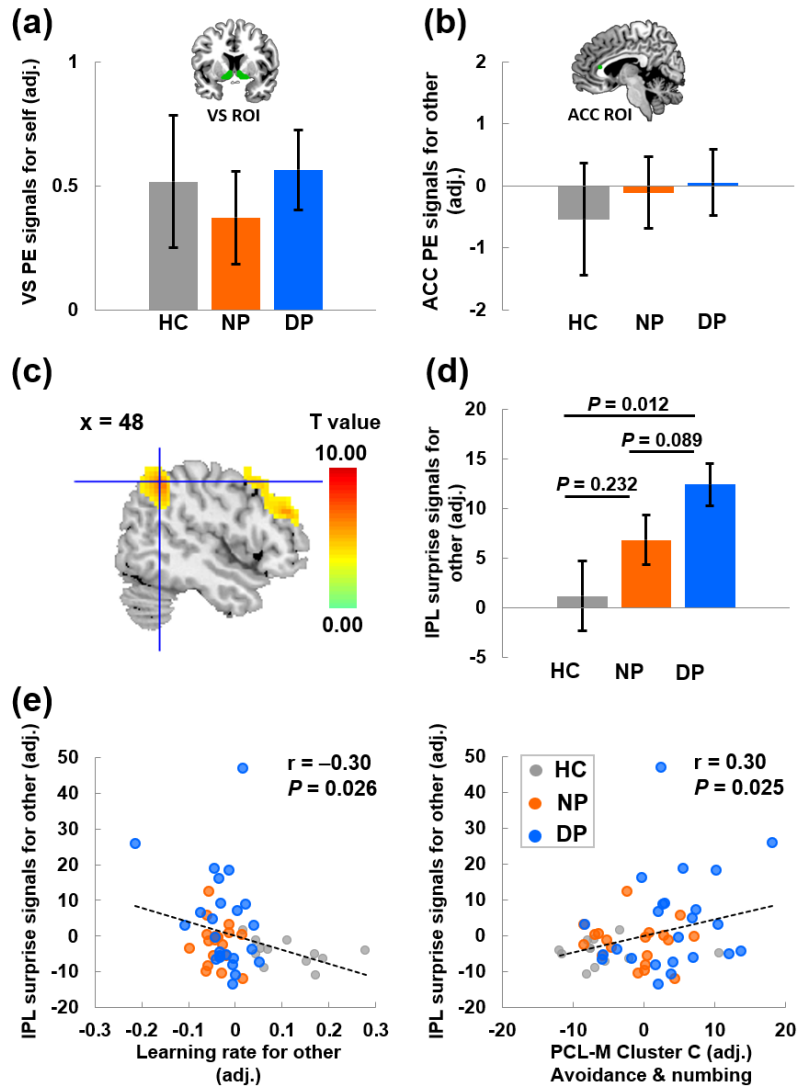 (a)
VS PE signals for self (adj.)
1
0.5
0
VS ROI
HC NP DP
(b)
ACC PE signals for other
(adj.)
2
1
0
-1
-2
ACC ROI
HC NP DP
(c)
x = 48
T value
10.00
0.00
(d)
IPL surprise signals for
other (adj.)
20
15
10
5
0
-5
P = 0.012
P = 0.089
P = 0.232
HC NP DP
(e)
IPL surprise signals for other (adj.)
50
40
30
20
10
0
-10
-20
r = –0.30
P = 0.026
-0.3 -0.2 -0.1 0 0.1 0.2 0.3
Learning rate for other
(adj.)
IPL surprise signals for other (adj.)
50
40
30
20
10
0
-10
-20
HC
NP
DP
r = 0.30
P = 0.025
-20 -10 0 10 20
PCL-M Cluster C (adj.)
Avoidance & numbing